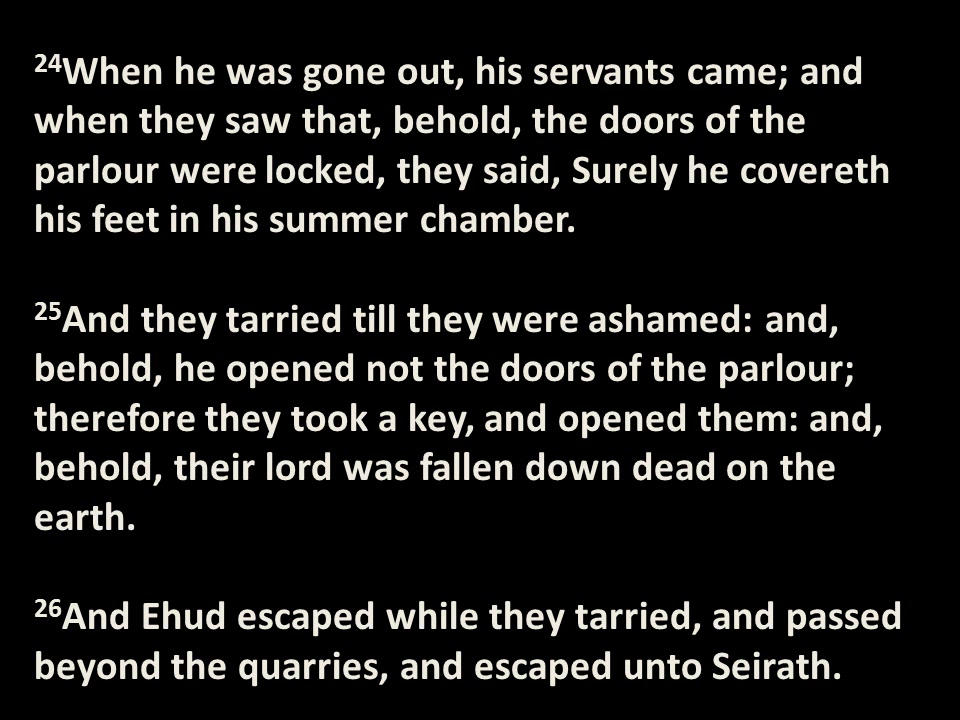 24When he was gone out, his servants came; and
when they saw that, behold, the doors of the
parlour were locked, they said, Surely he covereth
his feet in his summer chamber.
25And they tarried till they were ashamed: and,
behold, he opened not the doors of the parlour;
therefore they took a key, and opened them: and,
behold, their lord was fallen down dead on the
earth.
26And Ehud escaped while they tarried, and passed
beyond the quarries, and escaped unto Seirath.